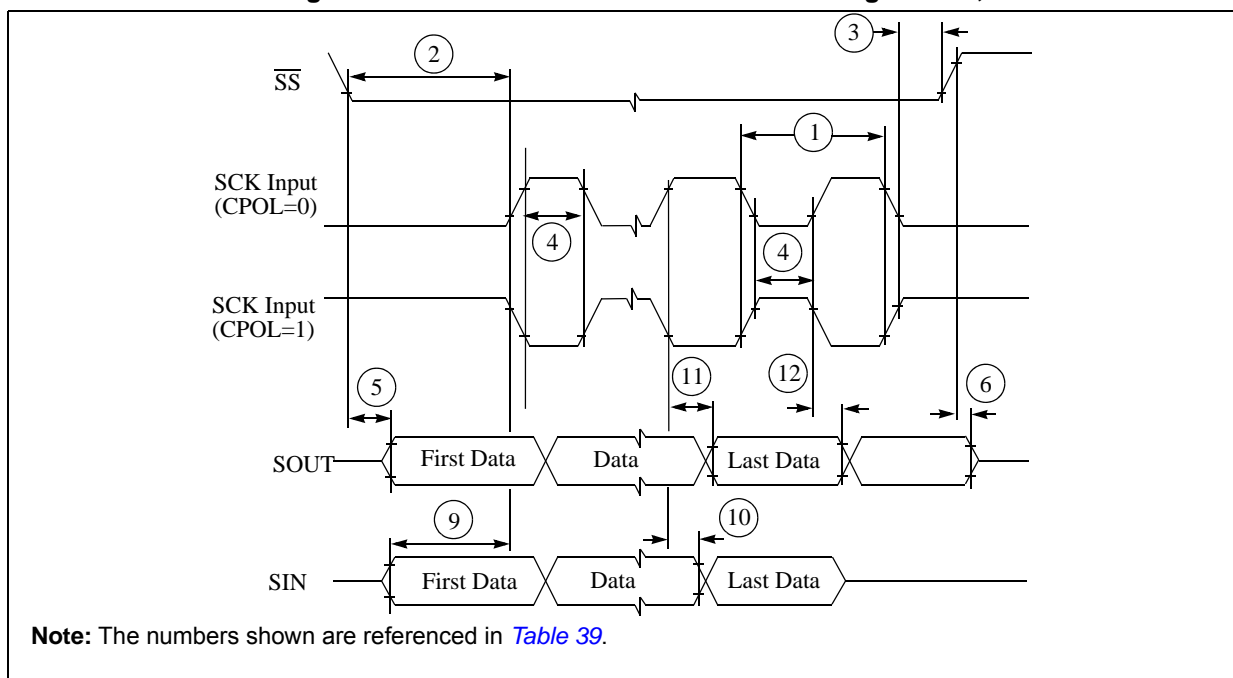 3
2
SS
1
SCK Input
(CPOL=0)
4
4
SCK Input
(CPOL=1)
11
12
5
6
SOUT
First Data
Data
Last Data
9
10
SIN
First Data
Data
Last Data
Note: The numbers shown are referenced in Table 39.